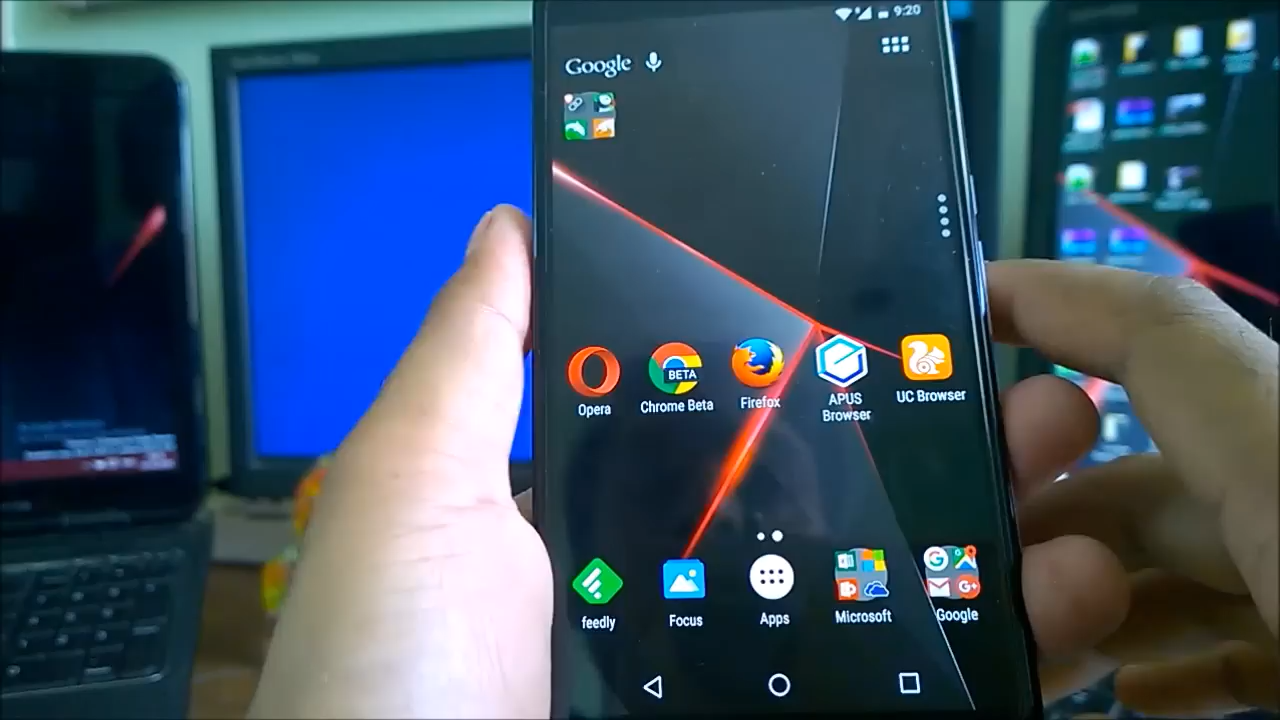 9:20
Google
Opera
Chrome Beta
BETA
Firefox
APUS
Browser
UC Browser
feedly
Focus
Apps
Microsoft
Google